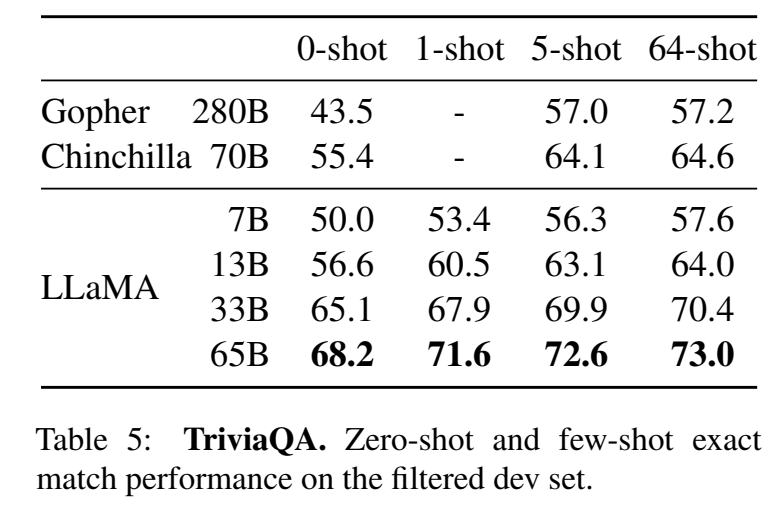 0-shot 1-shot 5-shot 64-shot
Gopher 280B 43.5 - 57.0 57.2
Chinchilla 70B 55.4 - 64.1 64.6
LLaMA
7B 50.0 53.4 56.3 57.6
13B 56.6 60.5 63.1 64.0
33B 65.1 67.9 69.9 70.4
65B 68.2 71.6 72.6 73.0
Table 5: TriviaQA. Zero-shot and few-shot exact
match performance on the filtered dev set.